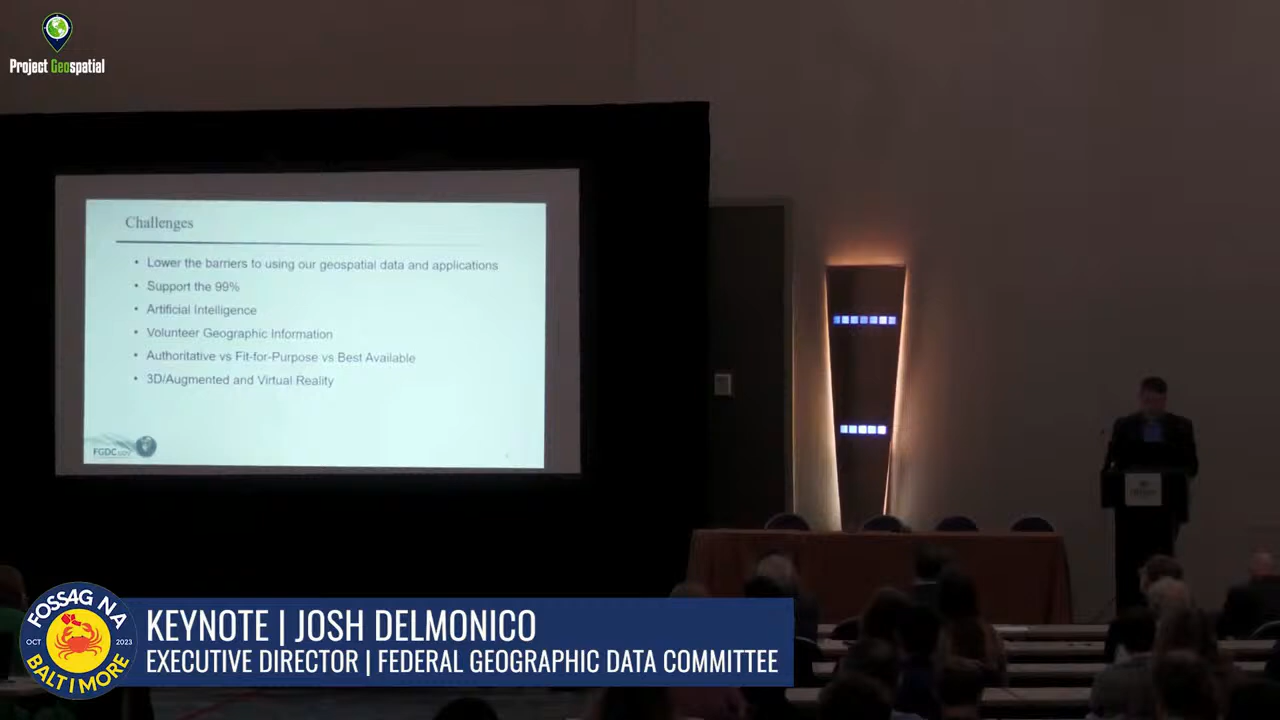 Project Geospatial
Challenges
• Lower the barriers to using our geospatial data and applications
• Support the 99%
• Artificial Intelligence
• Volunteer Geographic Information
• Authoritative vs Fit-for-Purpose vs Best Available
• 3D/Augmented and Virtual Reality
FGDC.gov
FOSS4G NA
OCT 2023
BALTIMORE
KEYNOTE | JOSH DELMONICO
EXECUTIVE DIRECTOR | FEDERAL GEOGRAPHIC DATA COMMITTEE